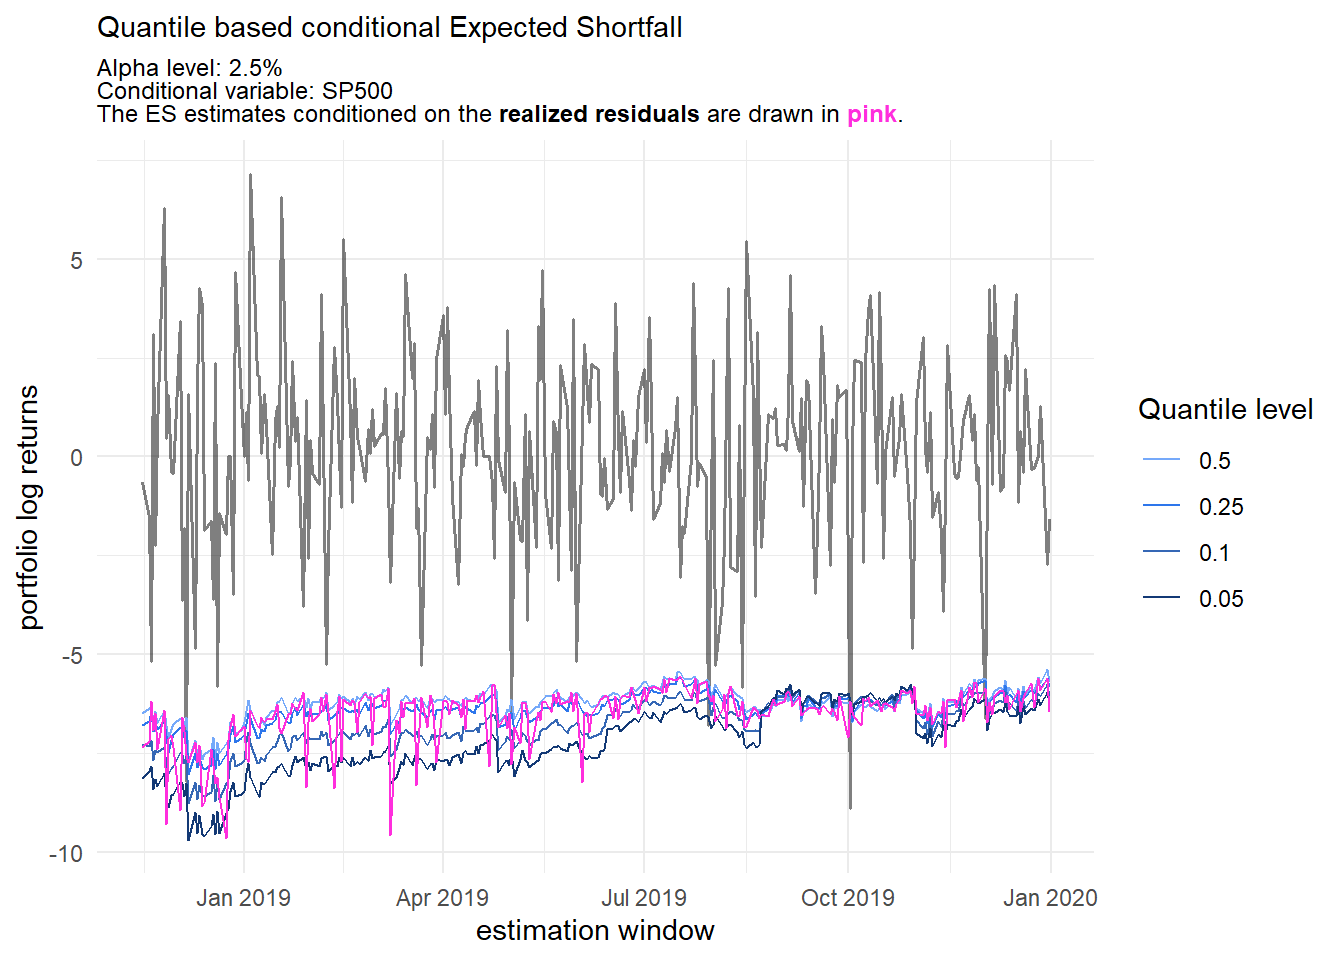 Quantile based conditional Expected Shortfall
Alpha level: 2.5%
Conditional variable: SP500
The ES estimates conditioned on the realized residuals are drawn in pink.
portfolio log returns
5
0
-5
-10
Jan 2019
Apr 2019
Jul 2019
Oct 2019
Jan 2020
estimation window
Quantile level
0.5
0.25
0.1
0.05